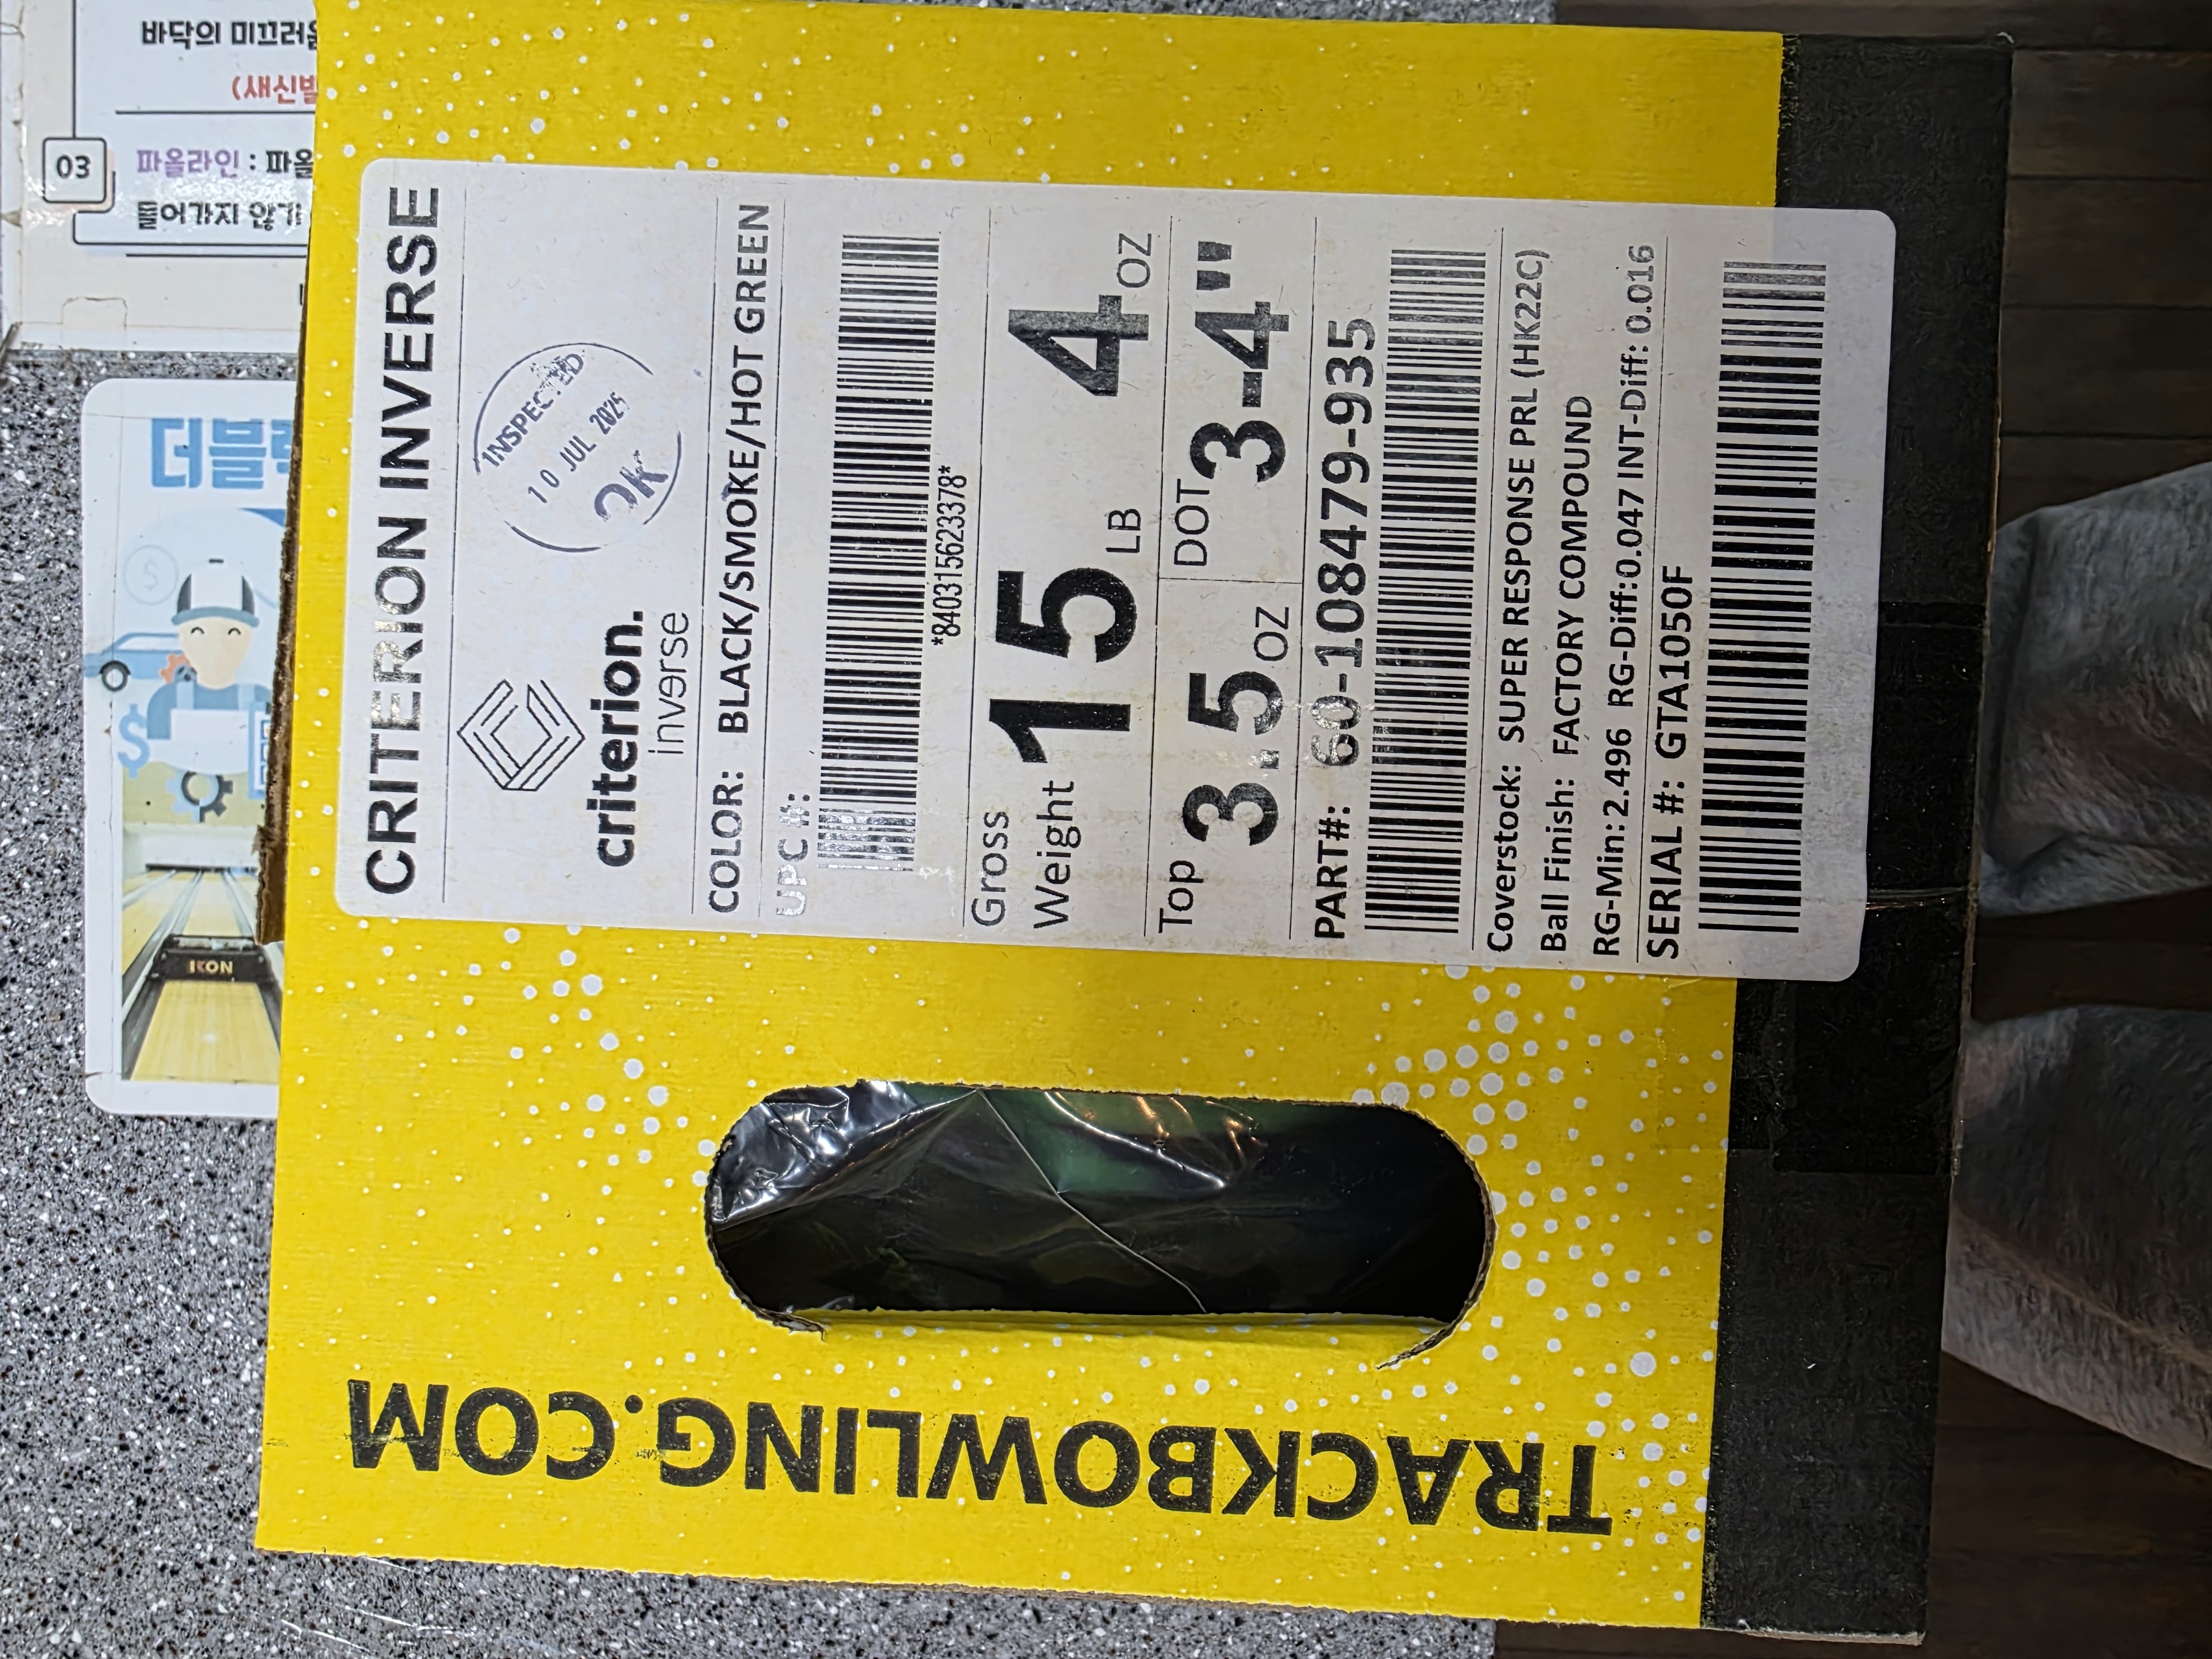 CRITERION INVERSE
criterion.
inverse
INSPECTED
10 JUL 2025
OK
COLOR: BLACK/SMOKE/HOT GREEN
UPC #:
*840315623378*
Gross
Weight 15 LB 4 OZ
Top 3.5 OZ
DOT 3-4"
PART#: 60-108479-935
Coverstock: SUPER RESPONSE PRL (HK22C)
Ball Finish: FACTORY COMPOUND
RG-Min: 2.496 RG-Diff:0.047 INT-Diff: 0.016
SERIAL #: GTA1050F
TRACKBOWLING.COM
바닥의 미끄러움
(새신발
03
파울라인 : 파울
들어가지 않기
더블
IKON